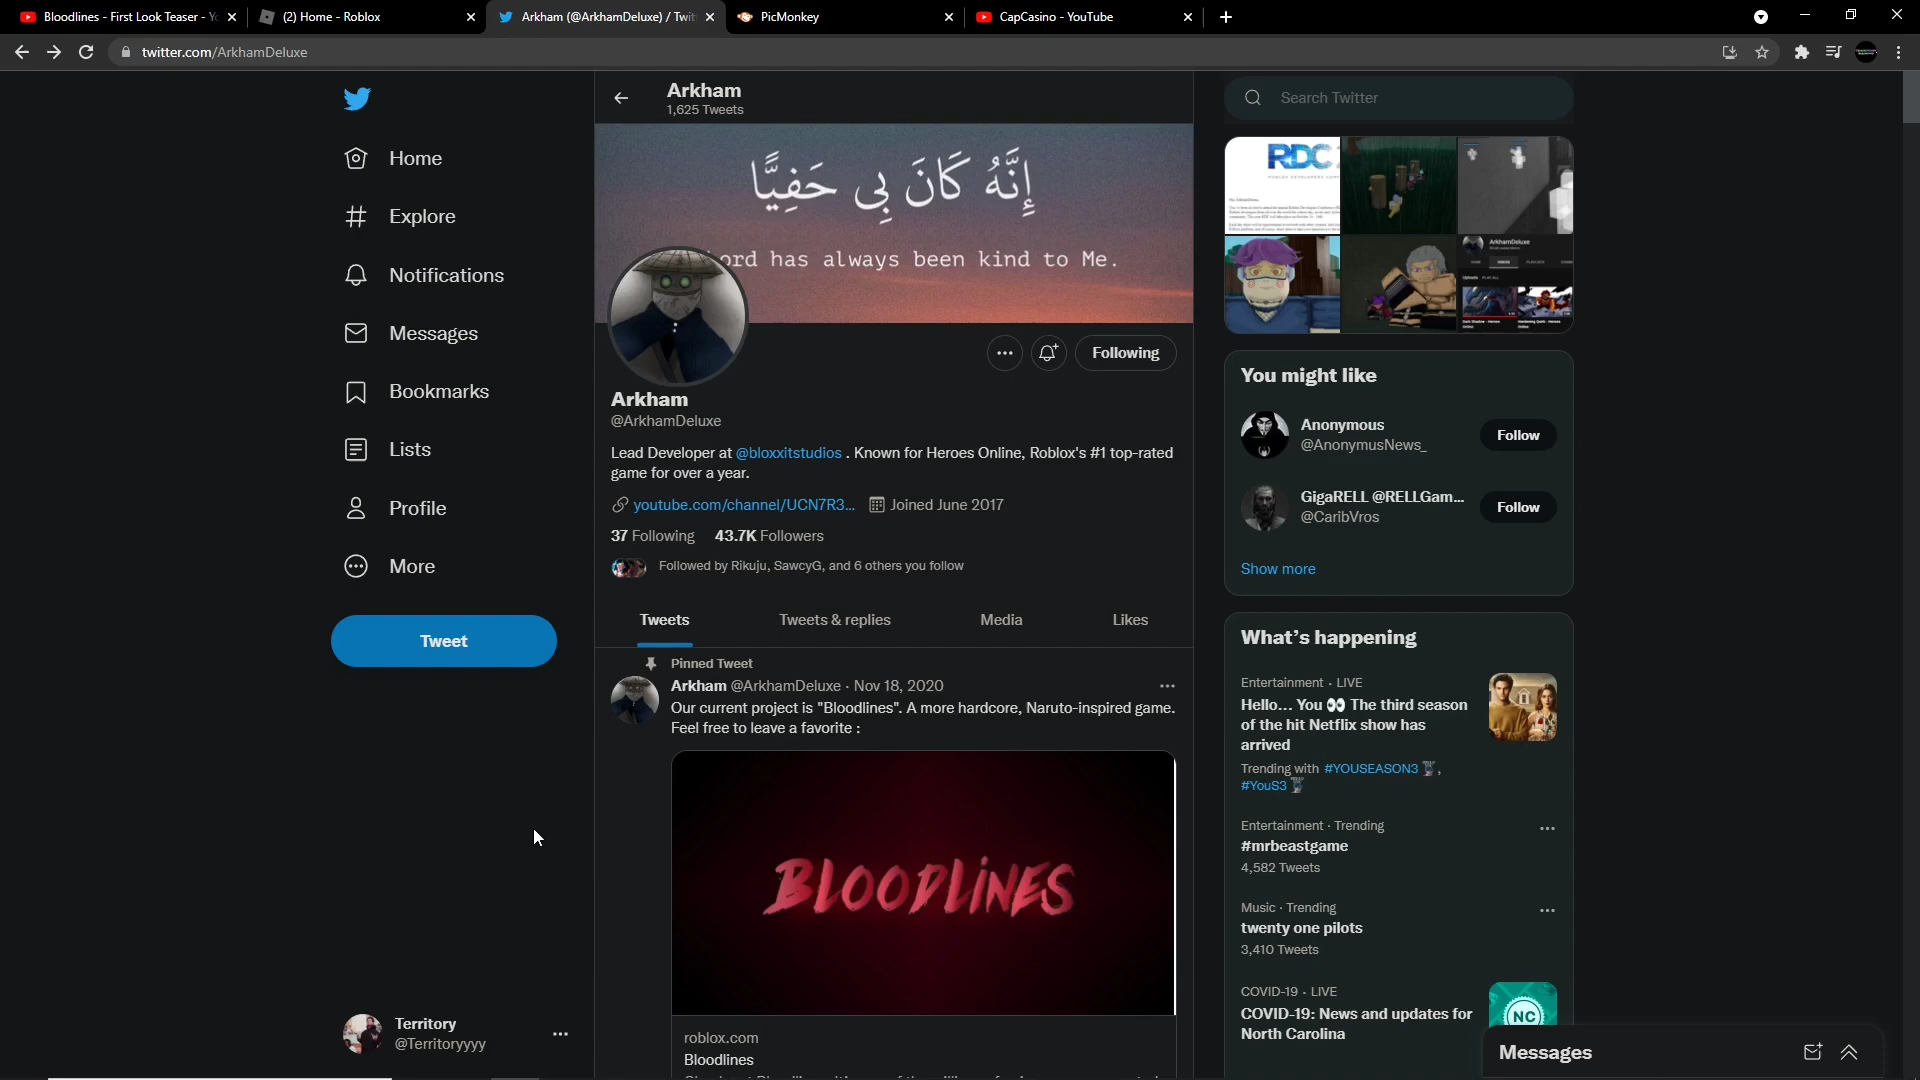 Bloodlines - First Look Teaser - Y
(2) Home - Roblox
Arkham (@ArkhamDeluxe) / Twit
PicMonkey
CapCasino - YouTube
twitter.com/ArkhamDeluxe
Home
Explore
Notifications
Messages
Bookmarks
Lists
Profile
More
Tweet
Territory
@Territoryyyy
Arkham
1,625 Tweets
إِنَّهُ كَانَ بِي حَفِيًّا
ord has always been kind to Me.
Following
Arkham
@ArkhamDeluxe
Lead Developer at @bloxxitstudios . Known for Heroes Online, Roblox's #1 top-rated
game for over a year.
youtube.com/channel/UCN7R3... Joined June 2017
37 Following 43.7K Followers
Followed by Rikuju, SawcyG, and 6 others you follow
Tweets Tweets & replies Media Likes
Pinned Tweet
Arkham @ArkhamDeluxe · Nov 18, 2020
Our current project is "Bloodlines". A more hardcore, Naruto-inspired game.
Feel free to leave a favorite :
BLOODLINES
roblox.com
Bloodlines
Search Twitter
RDC
ArkhamDeluxe
You might like
Anonymous
@AnonymusNews_
Follow
GigaRELL @RELLGam...
@CaribVros
Follow
Show more
What's happening
Entertainment · LIVE
Hello... You 👀 The third season
of the hit Netflix show has
arrived
Trending with #YOUSEASON3 ,
#YouS3
Entertainment · Trending
#mrbeastgame
4,582 Tweets
Music · Trending
twenty one pilots
3,410 Tweets
COVID-19 · LIVE
COVID-19: News and updates for
North Carolina
NC
Messages